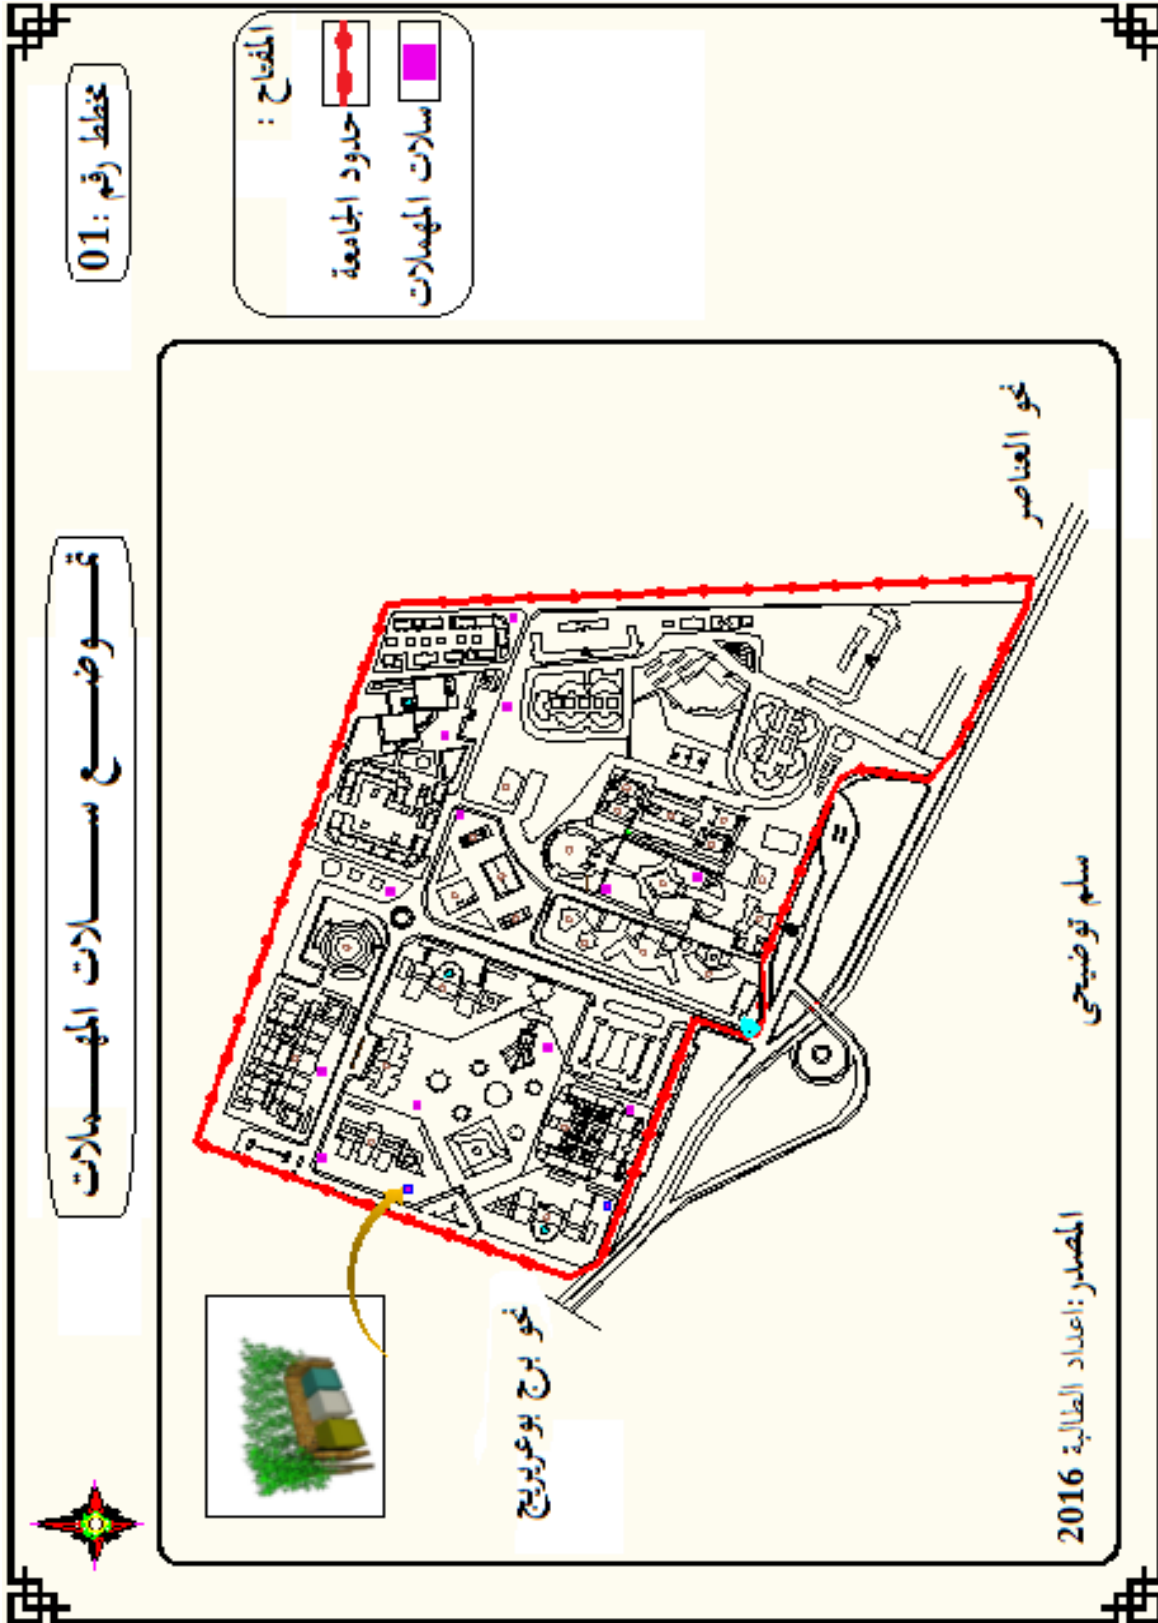 تموضع سلات المهملات
مخطط رقم :01
المفتاح :
حدود الجامعة
سلات المهملات
نحو العناصر
نحو برج بوعريريج
سلم توضيحي
المصدر :اعداد الطالبة 2016